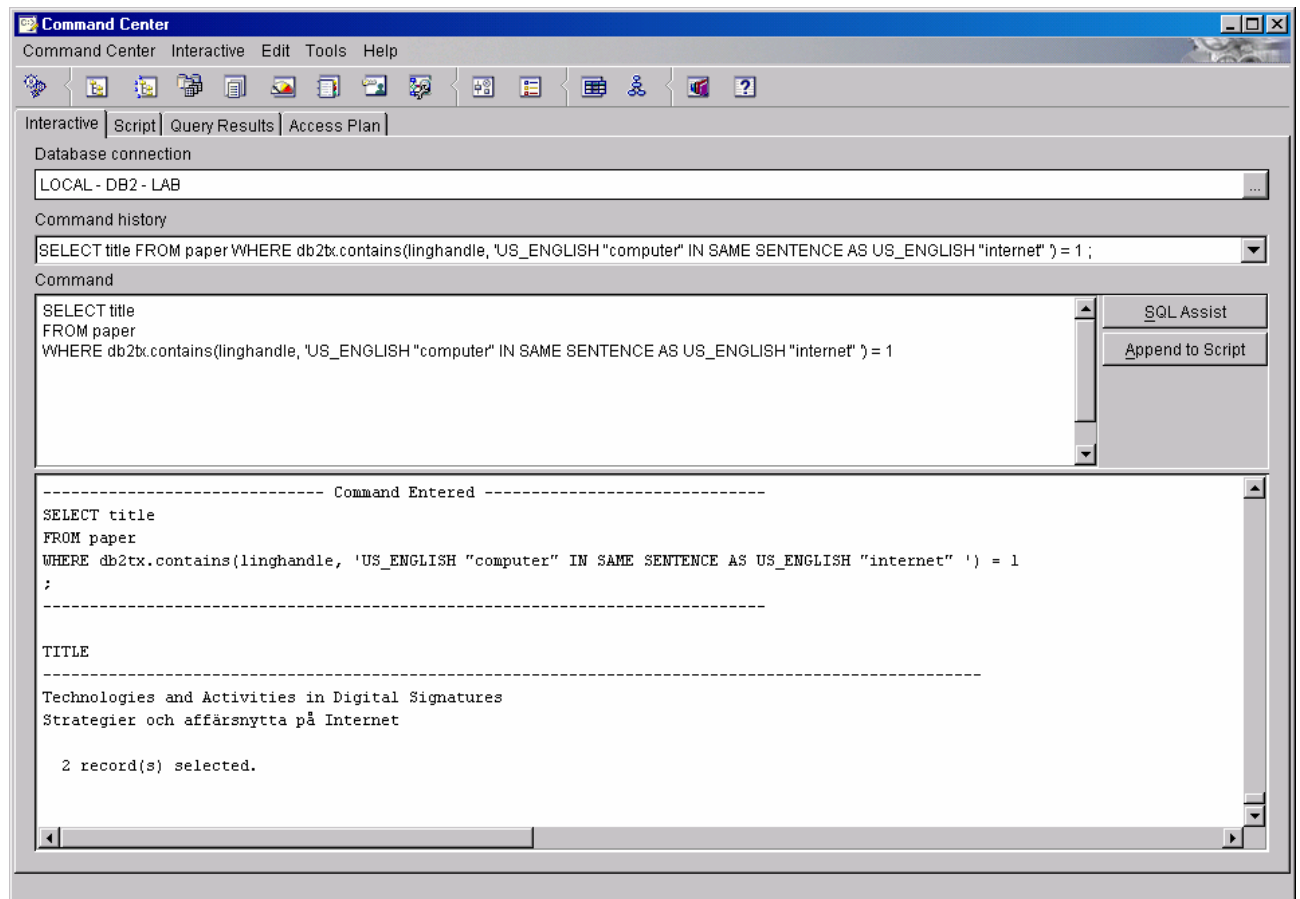 Command Center
Command Center Interactive Edit Tools Help
Interactive Script Query Results Access Plan
Database connection
LOCAL - DB2 - LAB
...
Command history
SELECT title FROM paper WHERE db2tx.contains(linghandle, 'US_ENGLISH "computer" IN SAME SENTENCE AS US_ENGLISH "internet" ') = 1 ;
Command
SELECT title
FROM paper
WHERE db2tx.contains(linghandle, 'US_ENGLISH "computer" IN SAME SENTENCE AS US_ENGLISH "internet" ') = 1
SQL Assist
Append to Script
------------------------------ Command Entered ------------------------------
SELECT title
FROM paper
WHERE db2tx.contains(linghandle, 'US_ENGLISH "computer" IN SAME SENTENCE AS US_ENGLISH "internet" ') = 1
;
-----------------------------------------------------------------------------
TITLE
----------------------------------------------------------------------------------------------------
Technologies and Activities in Digital Signatures
Strategier och affärsnytta på Internet
2 record(s) selected.